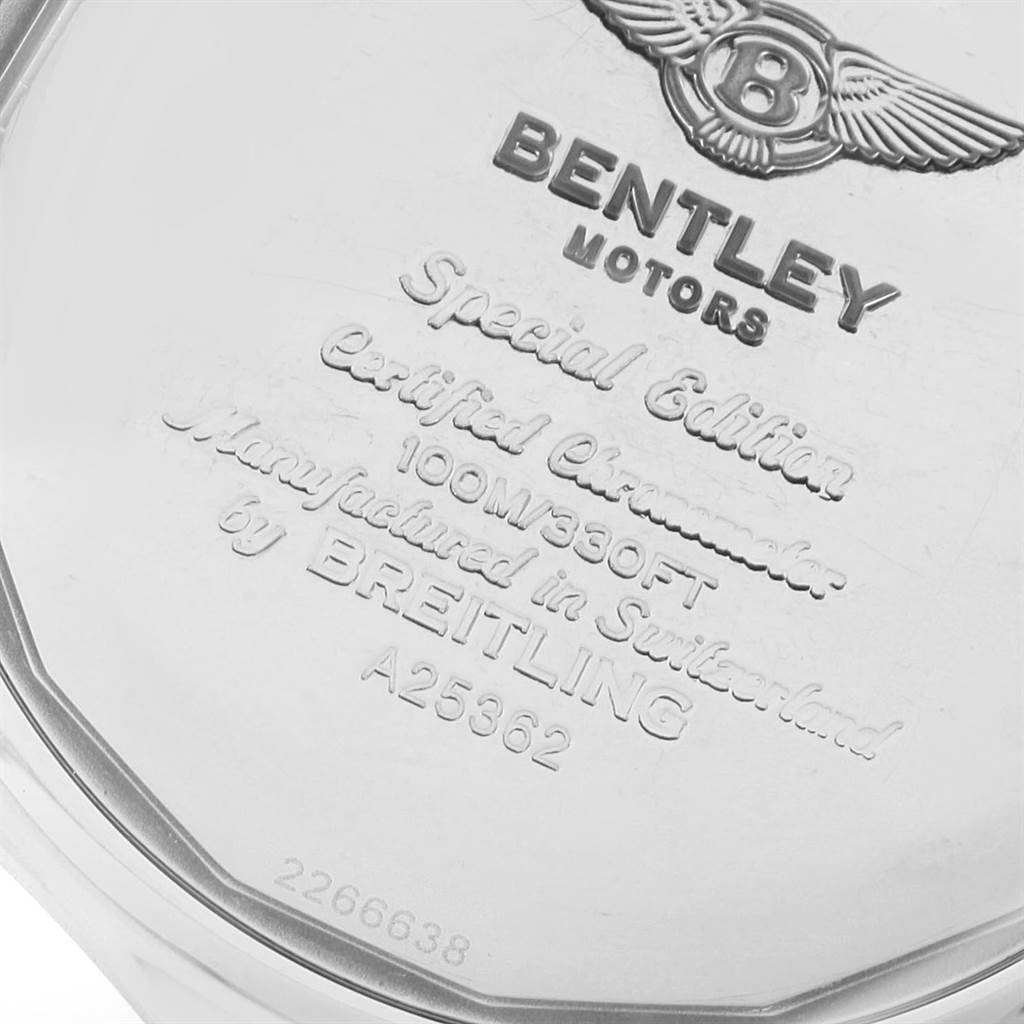 B
BENTLEY
MOTORS
Special Edition
Certified Chronometer
100M/330FT
Manufactured in Switzerland
by BREITLING
A25362
2266638